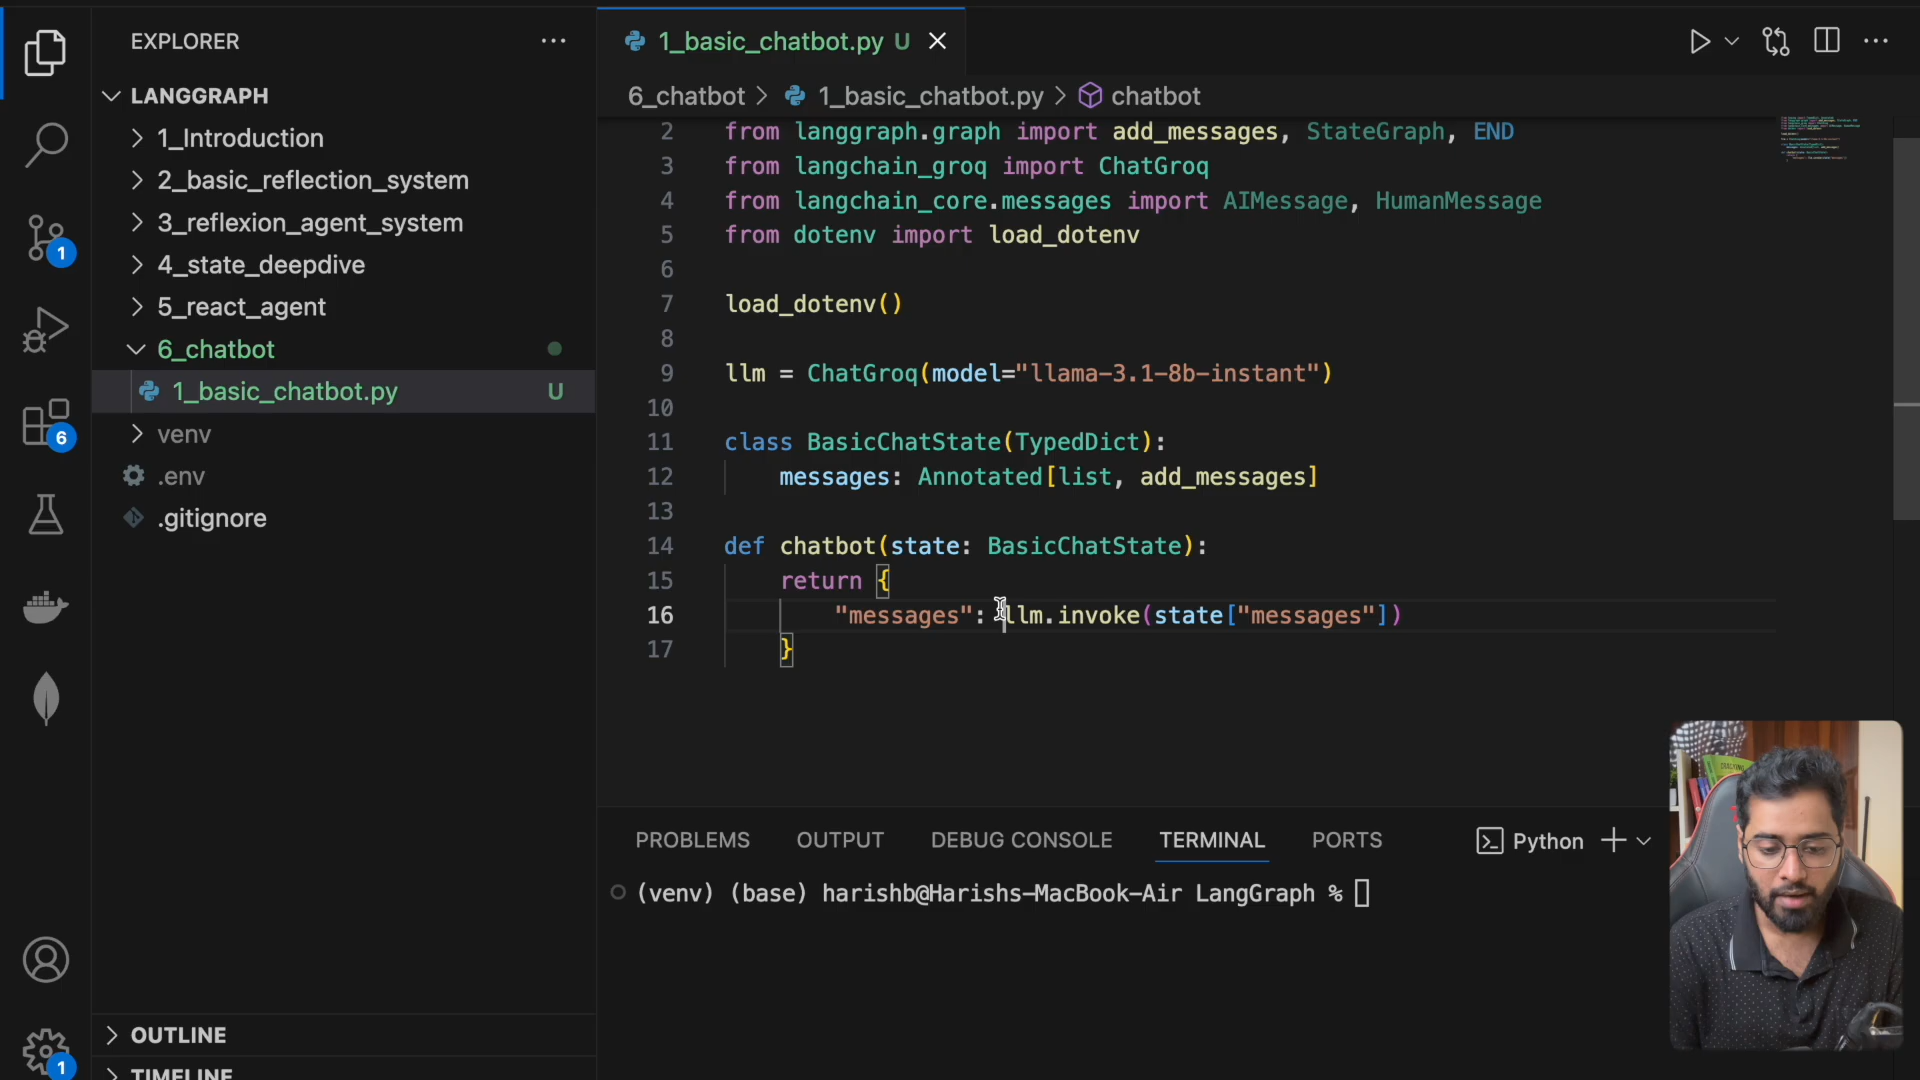 EXPLORER
LANGGRAPH
1_Introduction
2_basic_reflection_system
3_reflexion_agent_system
4_state_deepdive
5_react_agent
6_chatbot
1_basic_chatbot.py U
venv
.env
.gitignore
OUTLINE
TIMELINE
1
6
1
1_basic_chatbot.py U
6_chatbot > 1_basic_chatbot.py > chatbot
2 from langgraph.graph import add_messages, StateGraph, END
3 from langchain_groq import ChatGroq
4 from langchain_core.messages import AIMessage, HumanMessage
5 from dotenv import load_dotenv
6
7 load_dotenv()
8
9 llm = ChatGroq(model="llama-3.1-8b-instant")
10
11 class BasicChatState(TypedDict):
12 messages: Annotated[list, add_messages]
13
14 def chatbot(state: BasicChatState):
15 return {
16 "messages": llm.invoke(state["messages"])
17 }
PROBLEMS OUTPUT DEBUG CONSOLE TERMINAL PORTS Python
(venv) (base) harishb@Harishs-MacBook-Air LangGraph %